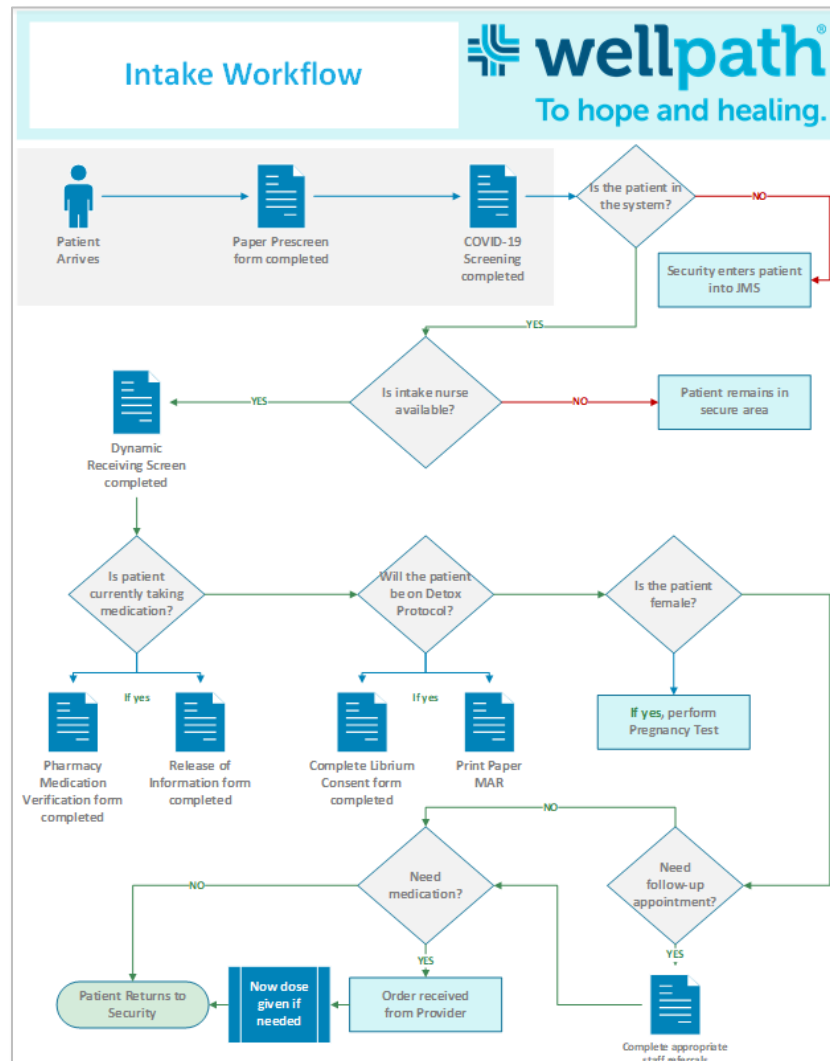 Intake Workflow
wellpath®
To hope and healing.
Patient
Arrives
Paper Prescreen
form completed
COVID-19
Screening
completed
Is the patient in
the system?
NO
Security enters patient
into JMS
YES
Is intake nurse
available?
YES
NO
Patient remains in
secure area
Dynamic
Receiving Screen
completed
Is patient
currently taking
medication?
Will the patient
be on Detox
Protocol?
Is the patient
female?
If yes
Pharmacy
Medication
Verification form
completed
Release of
Information form
completed
If yes
Complete Librium
Consent form
completed
Print Paper
MAR
If yes, perform
Pregnancy Test
NO
Need
medication?
Need
follow-up
appointment?
NO
YES
YES
Patient Returns to
Security
Now dose
given if
needed
Order received
from Provider
Complete appropriate
staff referrals